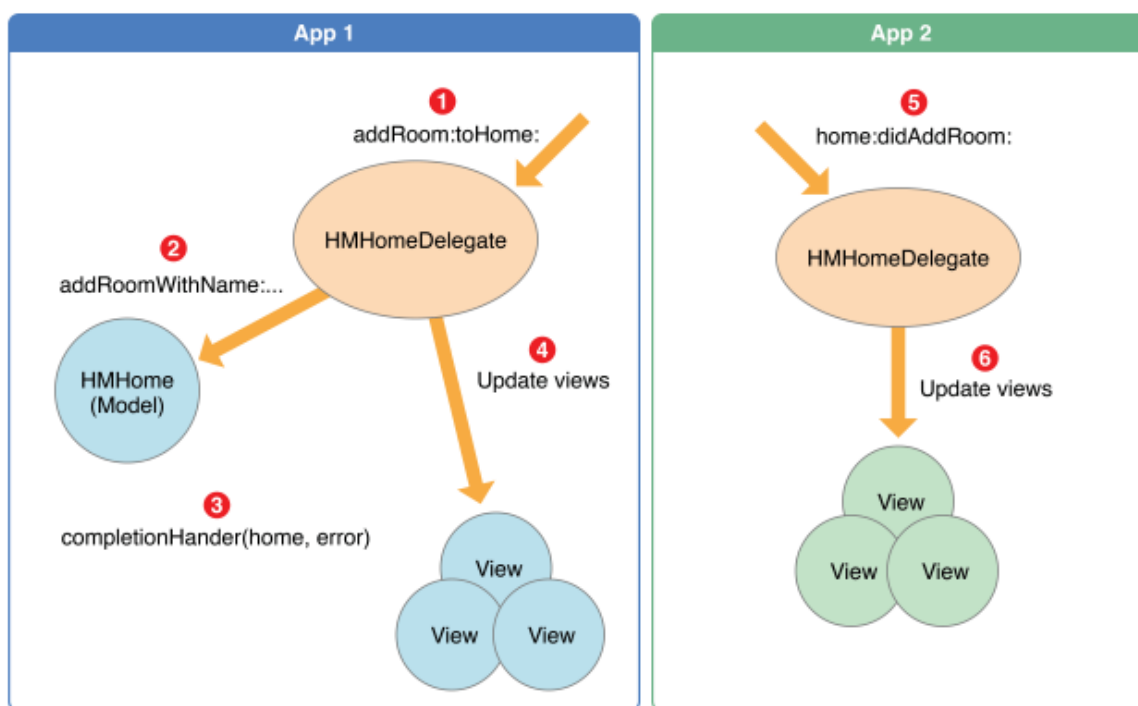 App 1
1
addRoom:toHome:
HMHomeDelegate
2
addRoomWithName:...
HMHome
(Model)
4
Update views
3
completionHander(home, error)
View
View
View
App 2
5
home:didAddRoom:
HMHomeDelegate
6
Update views
View
View
View